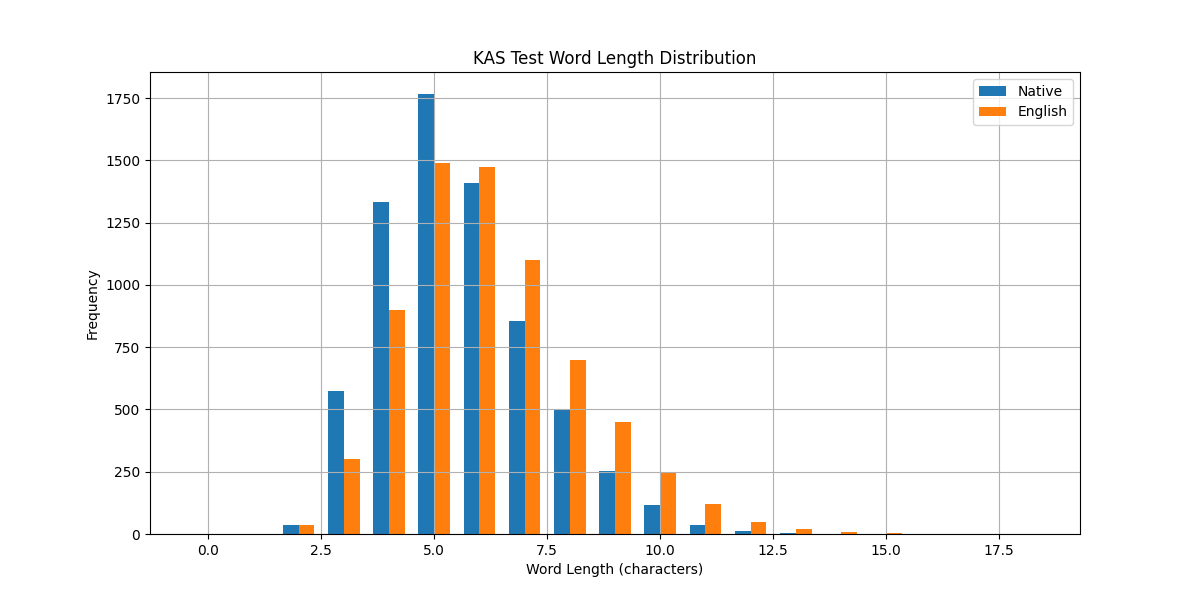 KAS Test Word Length Distribution
Native
English
1750
1500
1250
1000
750
500
250
0
Frequency
0.0 2.5 5.0 7.5 10.0 12.5 15.0 17.5
Word Length (characters)